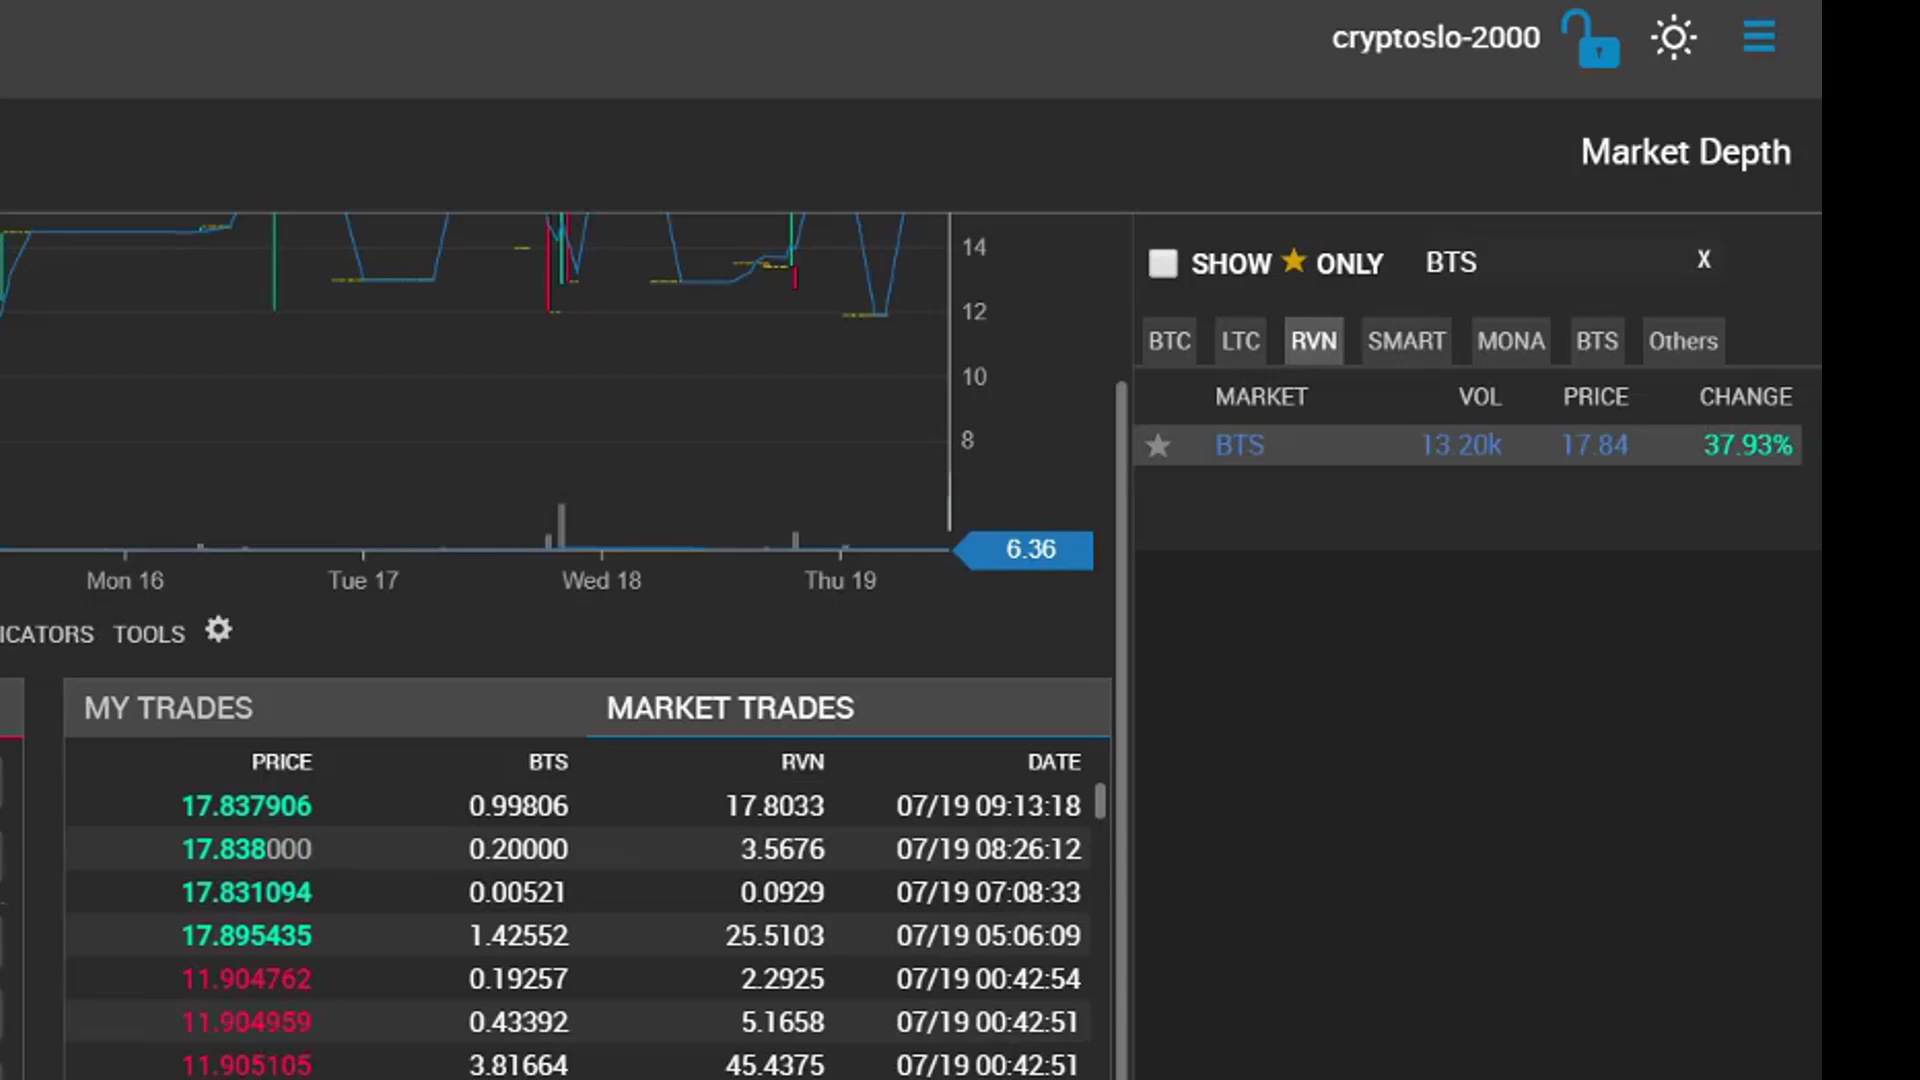 cryptoslo-2000
Market Depth
14
12
10
8
6.36
Mon 16 Tue 17 Wed 18 Thu 19
ICATORS TOOLS
SHOW ★ ONLY BTS X
BTC LTC RVN SMART MONA BTS Others
MARKET VOL PRICE CHANGE
BTS 13.20k 17.84 37.93%
MY TRADES MARKET TRADES
PRICE BTS RVN DATE
17.837906 0.99806 17.8033 07/19 09:13:18
17.838000 0.20000 3.5676 07/19 08:26:12
17.831094 0.00521 0.0929 07/19 07:08:33
17.895435 1.42552 25.5103 07/19 05:06:09
11.904762 0.19257 2.2925 07/19 00:42:54
11.904959 0.43392 5.1658 07/19 00:42:51
11.905105 3.81664 45.4375 07/19 00:42:51